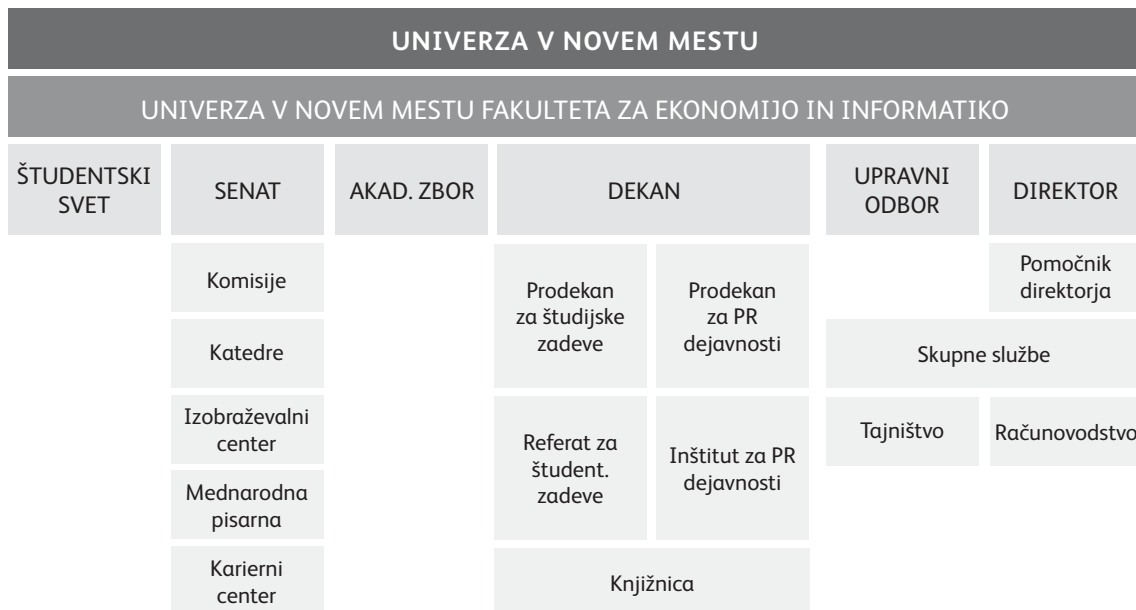 UNIVERZA V NOVEM MESTU
UNIVERZA V NOVEM MESTU FAKULTETA ZA EKONOMIJO IN INFORMATIKO
ŠTUDENTSKI
SVET
SENAT
AKAD. ZBOR
DEKAN
UPRAVNI
ODBOR
DIREKTOR
Komisije
Katedre
Izobraževalni
center
Mednarodna
pisarna
Karierni
center
Prodekan
za študijske
zadeve
Prodekan
za PR
dejavnosti
Referat za
študent.
zadeve
Inštitut za PR
dejavnosti
Knjižnica
Pomočnik
direktorja
Skupne službe
Tajništvo
Računovodstvo